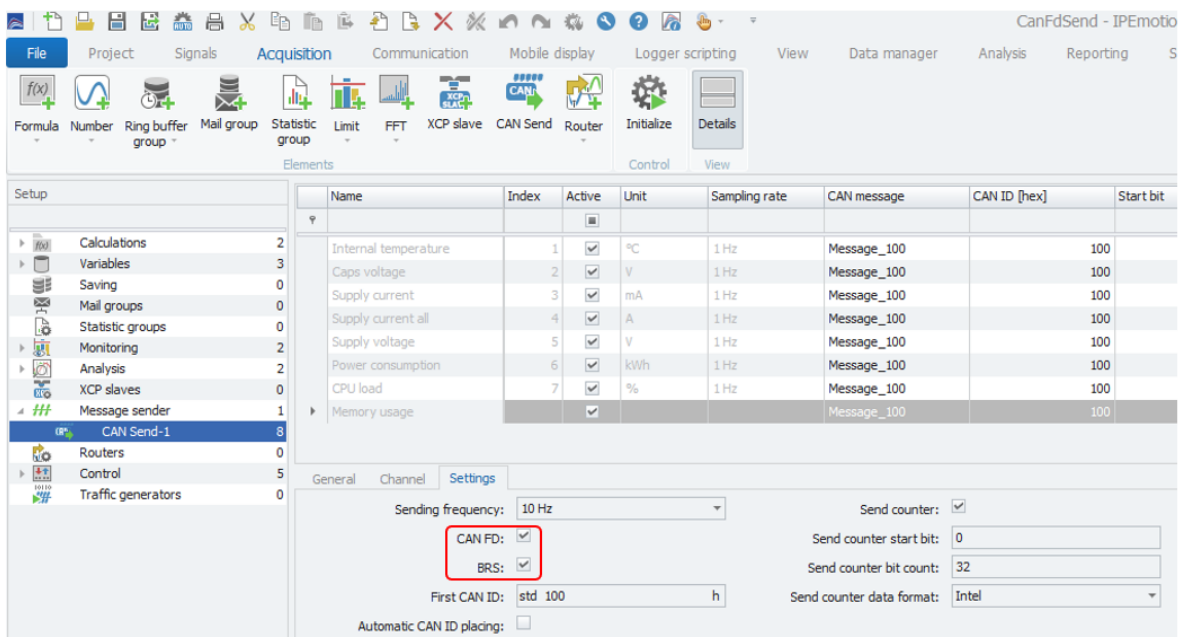 CanFdSend - IPEmotio
File Project Signals Acquisition Communication Mobile display Logger scripting View Data manager Analysis Reporting S
f(x) XCP SLAVE CAN
Formula Number Ring buffer group Mail group Statistic group Limit FFT XCP slave CAN Send Router Initialize Details
Elements Control View
Setup
Name Index Active Unit Sampling rate CAN message CAN ID [hex] Start bit
Calculations 2
Variables 3
Saving 0
Mail groups 0
Statistic groups 0
Monitoring 2
Analysis 2
XCP slaves 0
Message sender 1
CAN Send-1 8
Routers 0
Control 5
Traffic generators 0
Internal temperature 1 °C 1 Hz Message_100 100
Caps voltage 2 V 1 Hz Message_100 100
Supply current 3 mA 1 Hz Message_100 100
Supply current all 4 A 1 Hz Message_100 100
Supply voltage 5 V 1 Hz Message_100 100
Power consumption 6 kWh 1 Hz Message_100 100
CPU load 7 % 1 Hz Message_100 100
Memory usage Message_100 100
General Channel Settings
Sending frequency: 10 Hz Send counter:
CAN FD: Send counter start bit: 0
BRS: Send counter bit count: 32
First CAN ID: std 100 h Send counter data format: Intel
Automatic CAN ID placing: